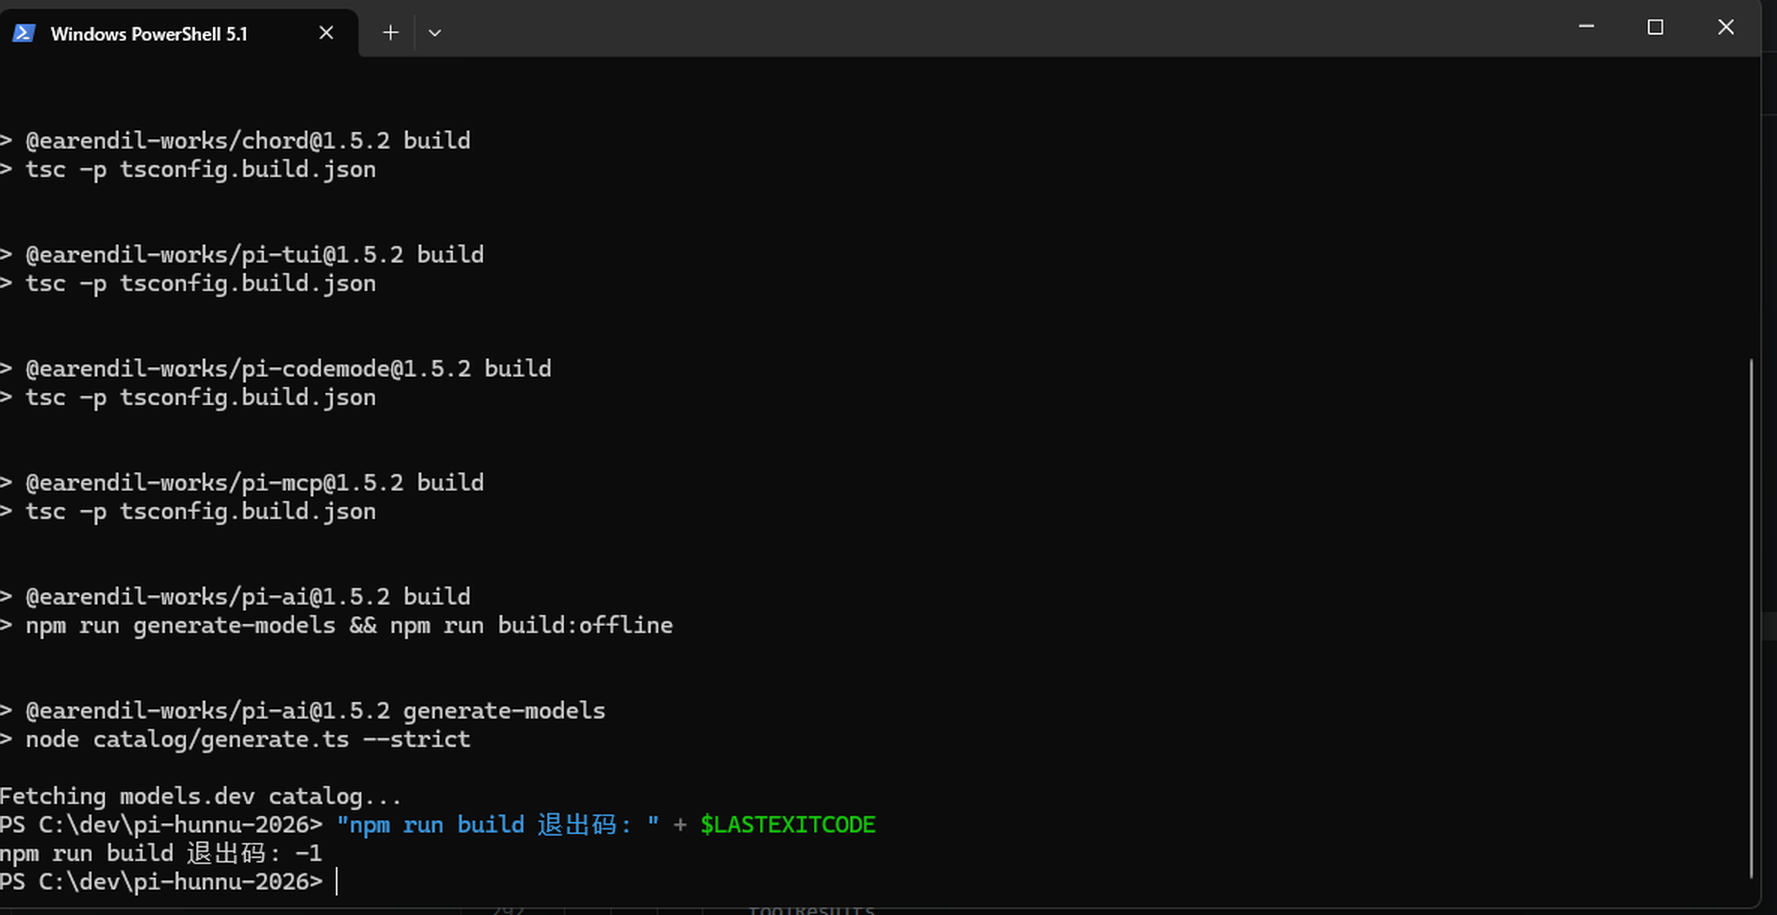 Windows PowerShell 5.1
> @earendil-works/chord@1.5.2 build
> tsc -p tsconfig.build.json
> @earendil-works/pi-tui@1.5.2 build
> tsc -p tsconfig.build.json
> @earendil-works/pi-codemode@1.5.2 build
> tsc -p tsconfig.build.json
> @earendil-works/pi-mcp@1.5.2 build
> tsc -p tsconfig.build.json
> @earendil-works/pi-ai@1.5.2 build
> npm run generate-models && npm run build:offline
> @earendil-works/pi-ai@1.5.2 generate-models
> node catalog/generate.ts --strict
Fetching models.dev catalog...
PS C:\dev\pi-hunnu-2026> "npm run build 退出码: " + $LASTEXITCODE
npm run build 退出码: -1
PS C:\dev\pi-hunnu-2026>
toolResults